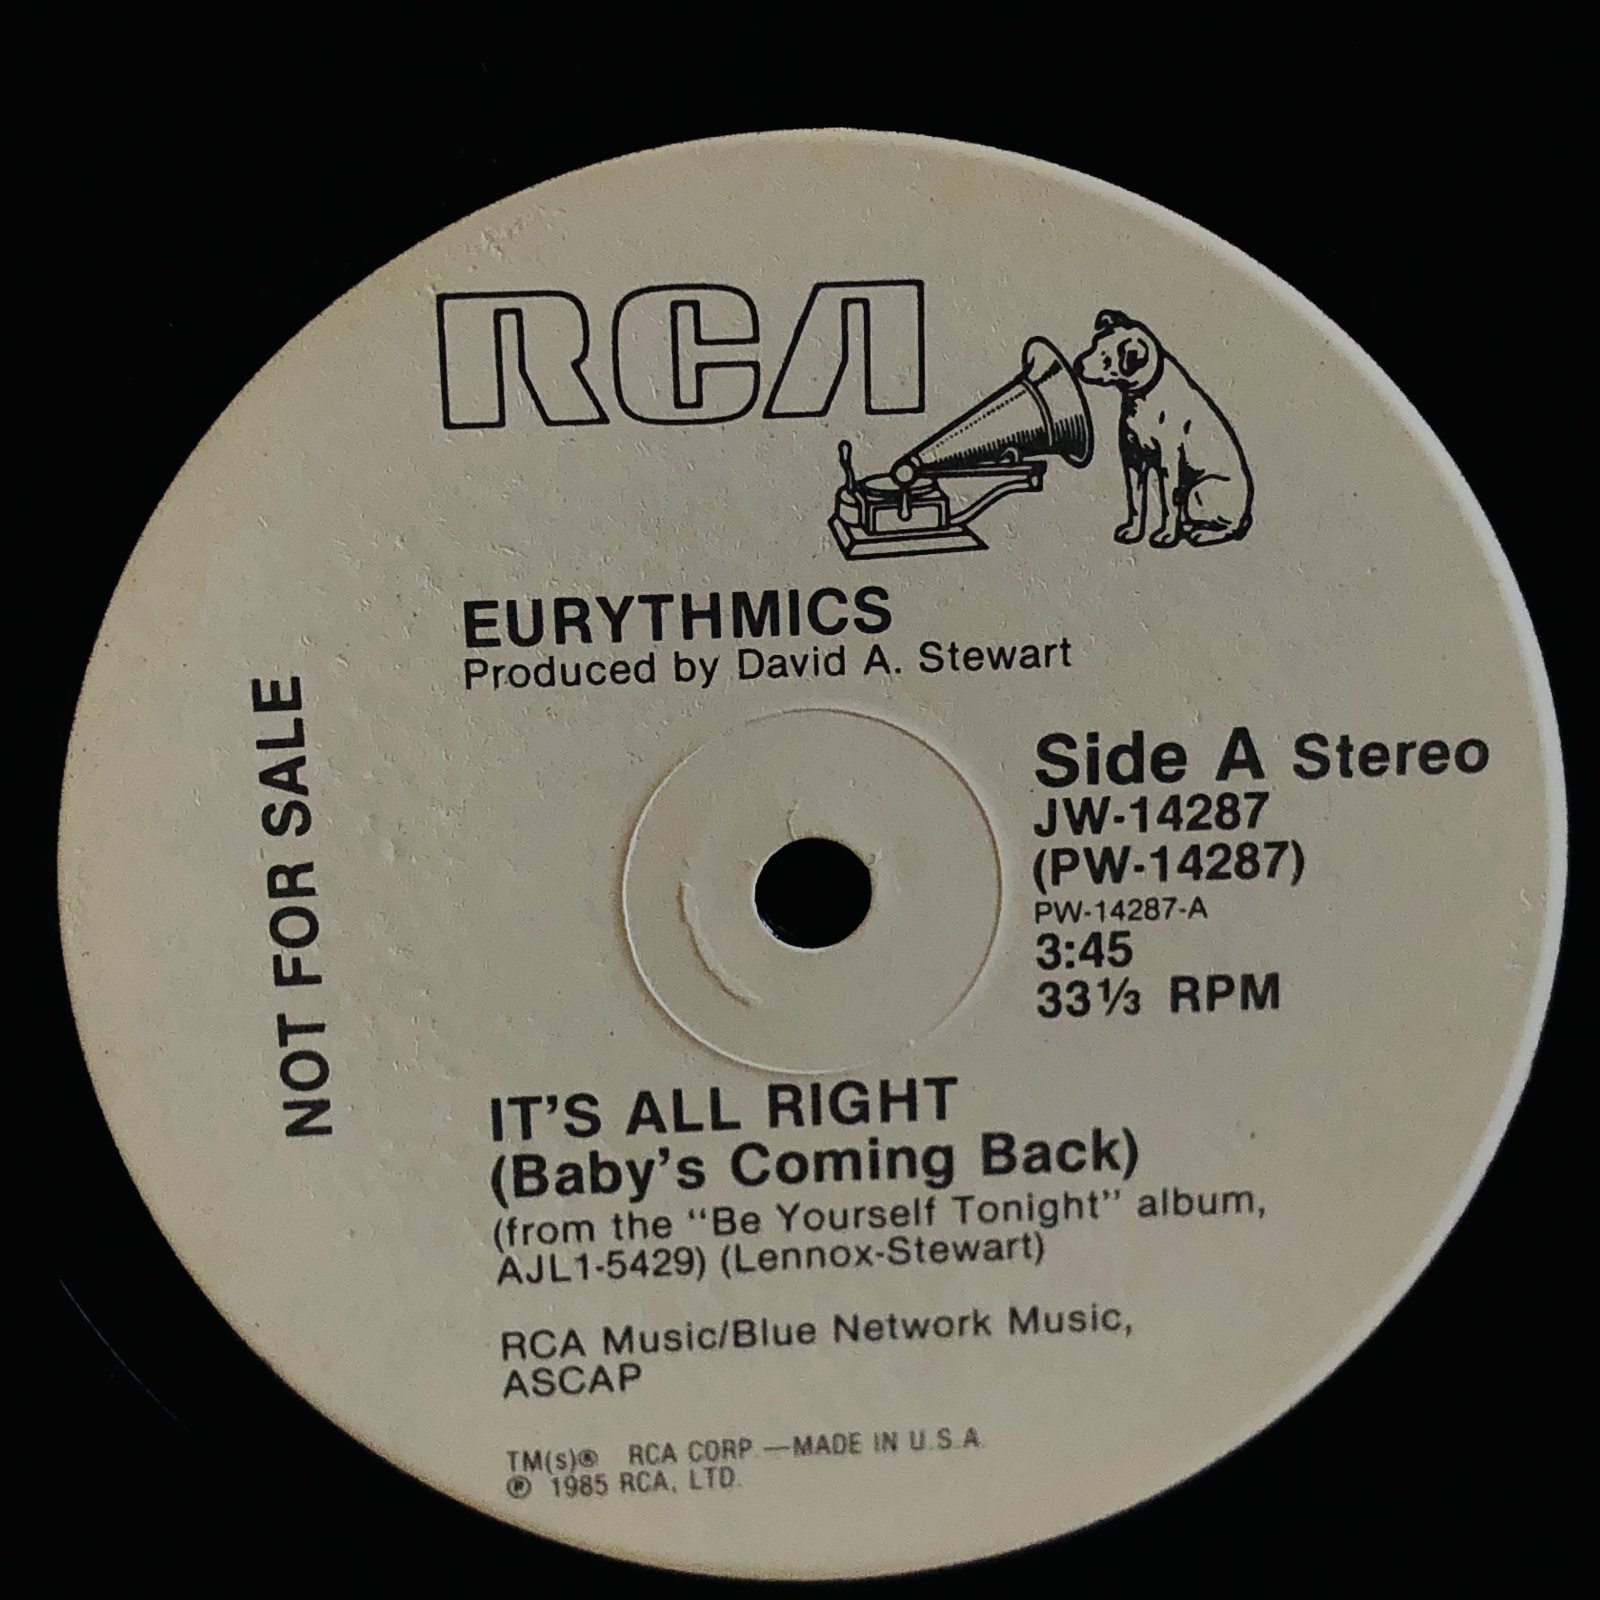 RCA
EURYTHMICS
Produced by David A. Stewart
NOT FOR SALE
Side A Stereo
JW-14287
(PW-14287)
PW-14287-A
3:45
33⅓ RPM
IT'S ALL RIGHT
(Baby's Coming Back)
(from the "Be Yourself Tonight" album,
AJL1-5429) (Lennox-Stewart)
RCA Music/Blue Network Music,
ASCAP
TM(s)® RCA CORP.—MADE IN U.S.A.
℗ 1985 RCA, LTD.